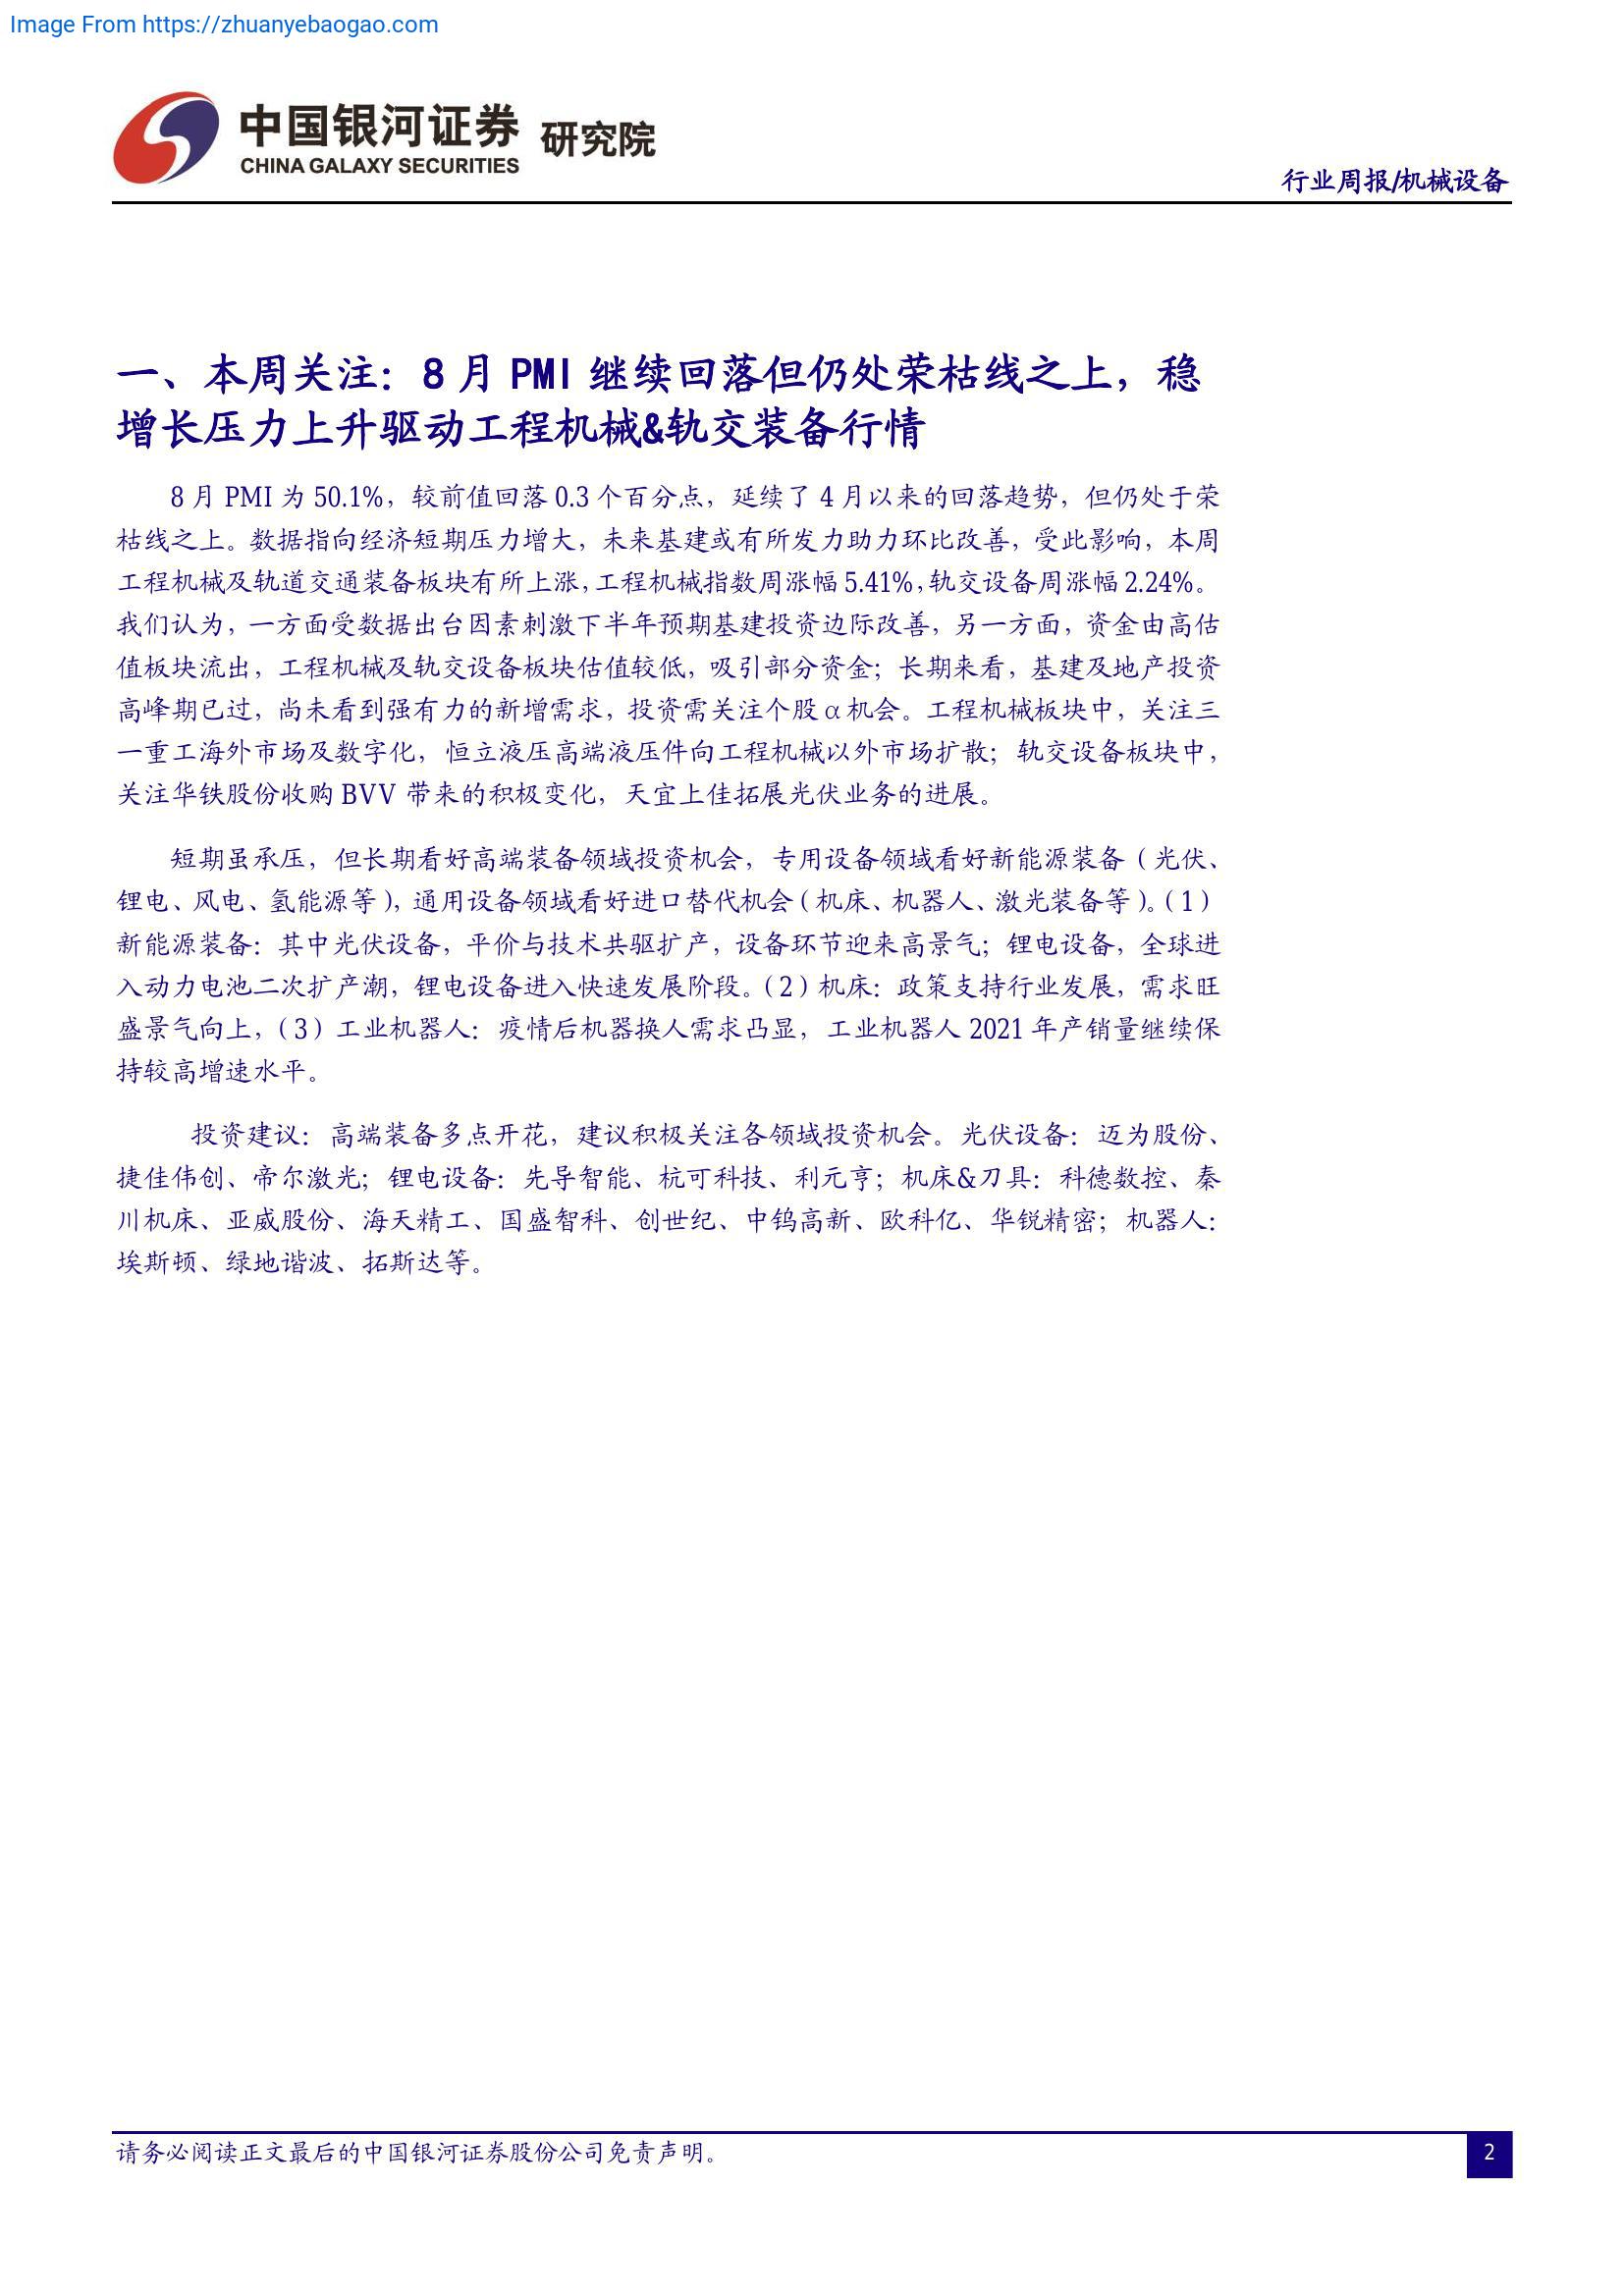 Image From https://zhuanyebaogao.com
中国银河证券 研究院
CHINA GALAXY SECURITIES
行业周报/机械设备
一、本周关注：8 月 PMI 继续回落但仍处荣枯线之上，稳
增长压力上升驱动工程机械&轨交装备行情
8 月 PMI 为 50.1%，较前值回落 0.3 个百分点，延续了 4 月以来的回落趋势，但仍处于荣
枯线之上。数据指向经济短期压力增大，未来基建或有所发力助力环比改善，受此影响，本周
工程机械及轨道交通装备板块有所上涨，工程机械指数周涨幅 5.41%，轨交设备周涨幅 2.24%。
我们认为，一方面受数据出台因素刺激下半年预期基建投资边际改善，另一方面，资金由高估
值板块流出，工程机械及轨交设备板块估值较低，吸引部分资金；长期来看，基建及地产投资
高峰期已过，尚未看到强有力的新增需求，投资需关注个股α机会。工程机械板块中，关注三
一重工海外市场及数字化，恒立液压高端液压件向工程机械以外市场扩散；轨交设备板块中，
关注华铁股份收购 BVV 带来的积极变化，天宜上佳拓展光伏业务的进展。
短期虽承压，但长期看好高端装备领域投资机会，专用设备领域看好新能源装备（光伏、
锂电、风电、氢能源等），通用设备领域看好进口替代机会（机床、机器人、激光装备等）。（1）
新能源装备：其中光伏设备，平价与技术共驱扩产，设备环节迎来高景气；锂电设备，全球进
入动力电池二次扩产潮，锂电设备进入快速发展阶段。（2）机床：政策支持行业发展，需求旺
盛景气向上，（3）工业机器人：疫情后机器换人需求凸显，工业机器人 2021 年产销量继续保
持较高增速水平。
投资建议：高端装备多点开花，建议积极关注各领域投资机会。光伏设备：迈为股份、
捷佳伟创、帝尔激光；锂电设备：先导智能、杭可科技、利元亨；机床&刀具：科德数控、秦
川机床、亚威股份、海天精工、国盛智科、创世纪、中钨高新、欧科亿、华锐精密；机器人：
埃斯顿、绿地谐波、拓斯达等。
请务必阅读正文最后的中国银河证券股份公司免责声明。
2